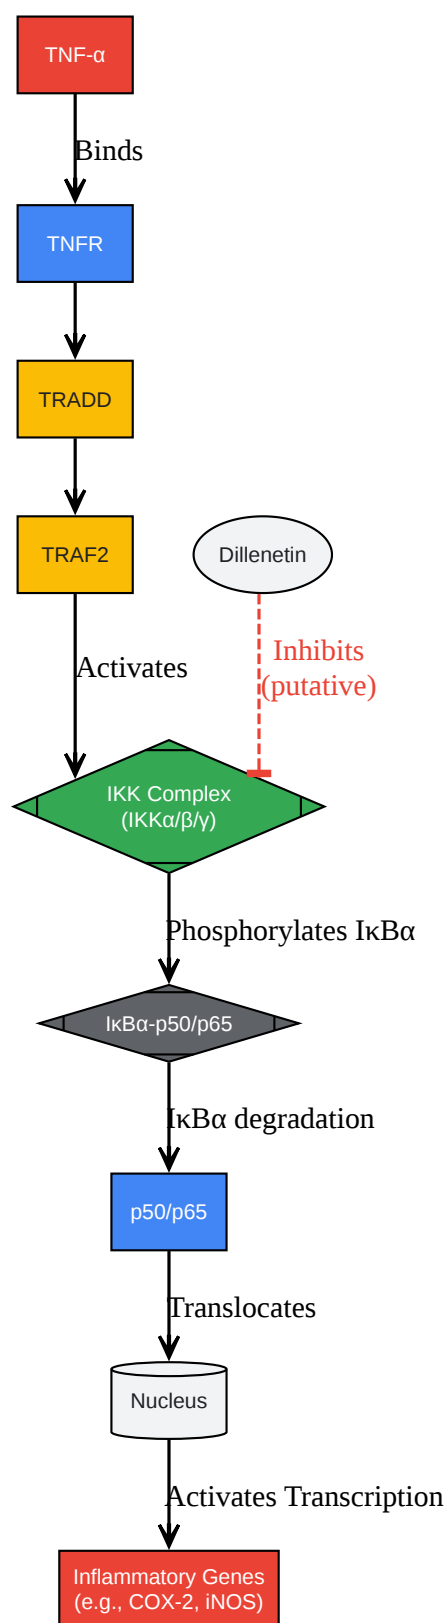 TNF-α
Binds
TNFR
TRADD
TRAF2
Dillenetin
Activates
Inhibits
(putative)
IKK Complex
(IKKα/β/γ)
Phosphorylates IκBα
IκBα-p50/p65
IκBα degradation
p50/p65
Translocates
Nucleus
Activates Transcription
Inflammatory Genes
(e.g., COX-2, iNOS)